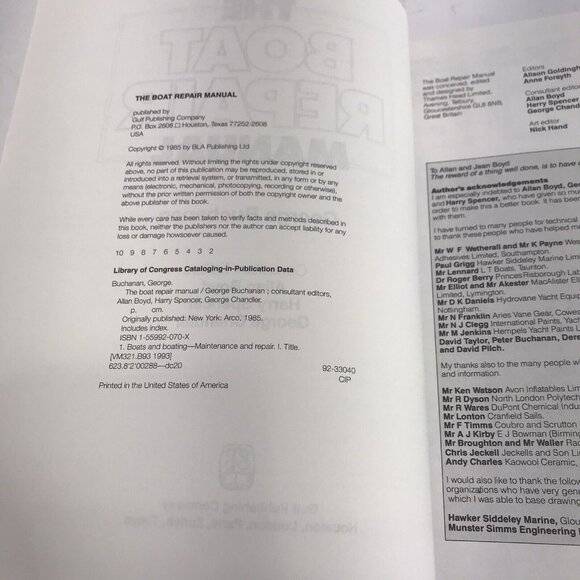 THE BOAT REPAIR MANUAL
published by
Gulf Publishing Company
P.O. Box 2608 □ Houston, Texas 77252-2608
USA
Copyright © 1985 by BLA Publishing Ltd.
All rights reserved. Without limiting the rights under copyright reserved
above, no part of this publication may be reproduced, stored in or
introduced into a retrieval system, or transmitted, in any form or by any
means (electronic, mechanical, photocopying, recording or otherwise),
without the prior written permission of both the copyright owner and the
above publisher of this book.
While every care has been taken to verify facts and methods described in
this book, neither the publishers nor the author can accept liability for any
loss or damage howsoever caused.
10 9 8 7 6 5 4 3 2
Library of Congress Cataloging-in-Publication Data
Buchanan, George.
The boat repair manual / George Buchanan ; consultant editors,
Allan Boyd, Harry Spencer, George Chandler.
p. cm.
Originally published: New York: Arco, 1985.
Includes index.
ISBN 1-55992-070-X
1. Boats and boating—Maintenance and repair. I. Title.
[VM321.B93 1993]
623.8'2'00288—dc20 92-33040
CIP
Printed in the United States of America
The Boat Repair Manual
was conceived, edited
and designed by
Thames Head Limited,
Avening, Tetbury,
Gloucestershire GL8 8NB,
Great Britain
Editors
Alison
Anne Forsyth
Consultant
Allan Boyd
Harry Spencer
George
Art editor
Nick Hand
To Allan and Jean Boyd
The reward of a thing well done, is to have
Author's acknowledgements
I am especially indebted to Allan Boyd,
and Harry Spencer, who have given so
order to make this a better book. It has been
with them.
I have turned to many people for technical
to thank these people who have helped
Mr W F Wetherall and Mr K Payne
Adhesives Limited, Southampton.
Paul Grigg Hawker Siddeley Marine
Mr Lennard L T Boats, Taunton.
Dr Roger Berry Princes Risborough
Mr Elliot and Mr Akester MacAlister
Limited, Lymington.
Mr D K Daniels Hydrovane Yacht
Nottingham.
Mr N Franklin Aries Vane Gear, Cowes
Mr N J Clegg International Paints,
Mr M Jenkins Hempels Paints
David Taylor, Peter Buchanan,
and David Pilch.
My thanks also to the many people
and information.
Mr Ken Watson Avon Inflatables
Mr R Dyson North London
Mr R Wares DuPont Chemical
Mr Lonton Cranfield Sails.
Mr F Timms Coubro and Scrutton
Mr A J Kirby E J Bowman
Mr Broughton and Mr Waller
Chris Jeckell Jeckells and Son
Andy Charles Kaowool Ceramic,
I would also like to thank the
organizations who have very
which I was able to base
Hawker Siddeley Marine,
Munster Simms Engineering